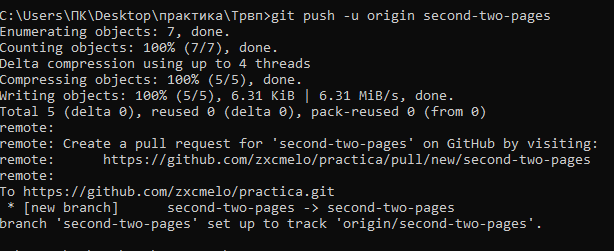 C:\Users\ПК\Desktop\практика\Трвп>git push -u origin second-two-pages
Enumerating objects: 7, done.
Counting objects: 100% (7/7), done.
Delta compression using up to 4 threads
Compressing objects: 100% (5/5), done.
Writing objects: 100% (5/5), 6.31 KiB | 6.31 MiB/s, done.
Total 5 (delta 0), reused 0 (delta 0), pack-reused 0 (from 0)
remote:
remote: Create a pull request for 'second-two-pages' on GitHub by visiting:
remote:      https://github.com/zxcmelo/practica/pull/new/second-two-pages
remote:
To https://github.com/zxcmelo/practica.git
 * [new branch]      second-two-pages -> second-two-pages
branch 'second-two-pages' set up to track 'origin/second-two-pages'.